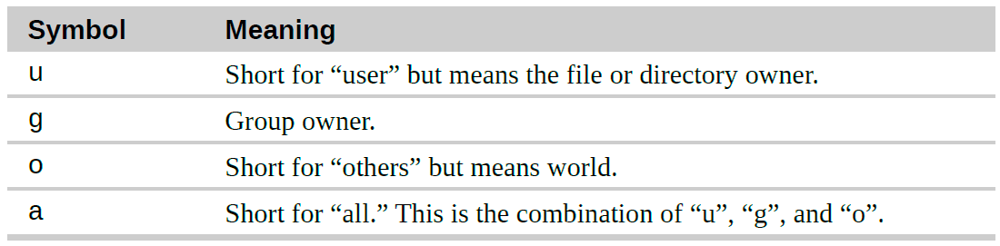 Symbol Meaning
u Short for “user” but means the file or directory owner.
g Group owner.
o Short for “others” but means world.
a Short for “all.” This is the combination of “u”, “g”, and “o”.